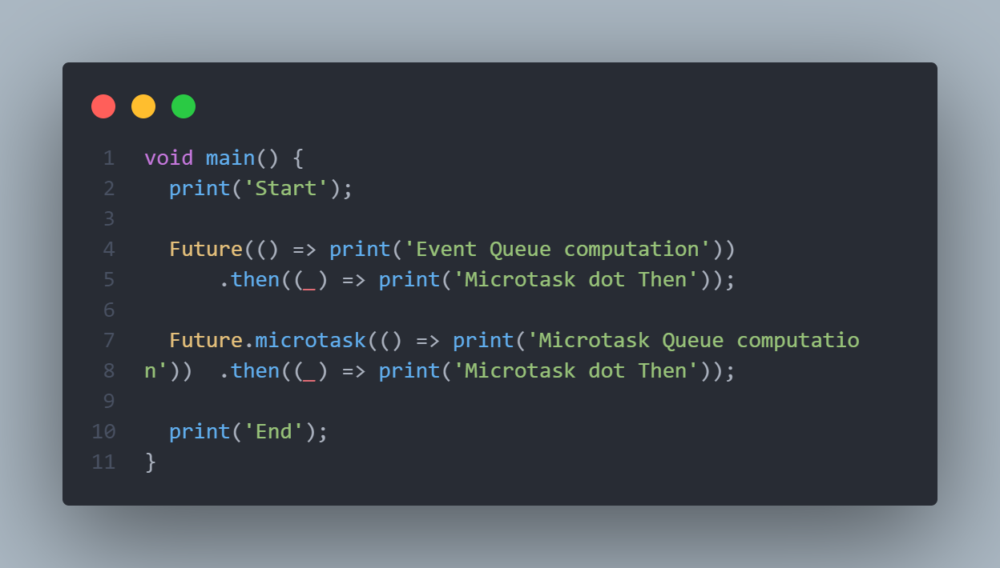 1 void main() {
2   print('Start');
3
4   Future(() => print('Event Queue computation'))
5       .then((_) => print('Microtask dot Then'));
6
7   Future.microtask(() => print('Microtask Queue computatio
8 n'))  .then((_) => print('Microtask dot Then'));
9
10   print('End');
11 }